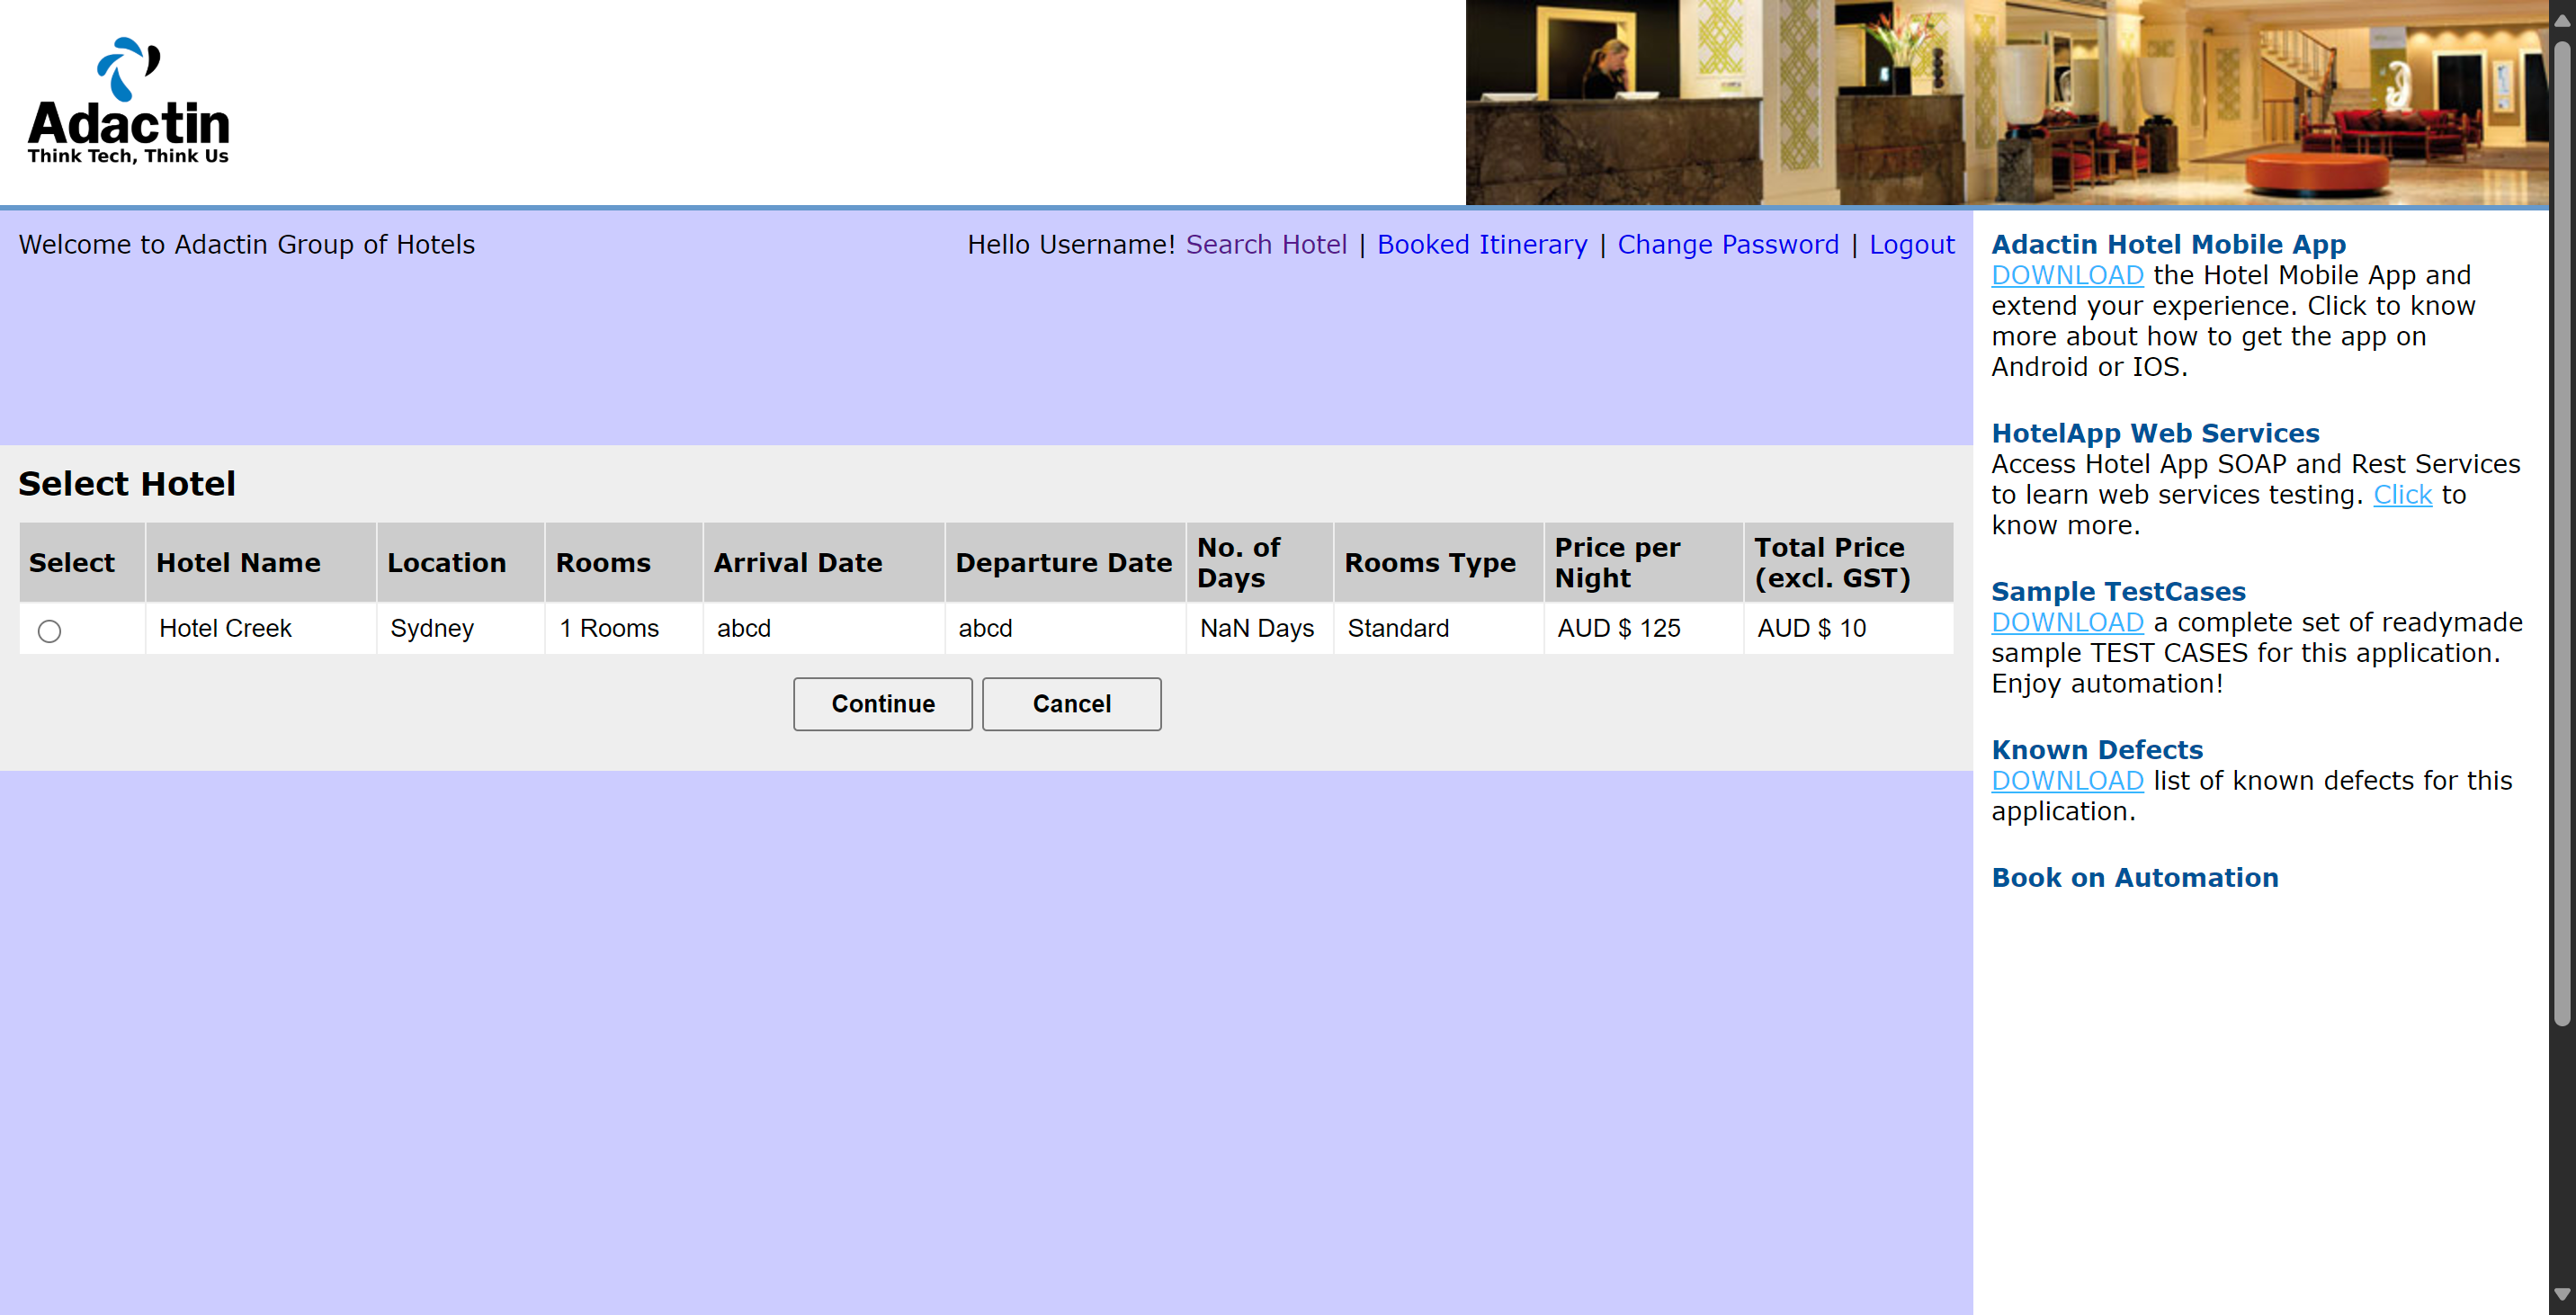 Adactin
Think Tech, Think Us
Welcome to Adactin Group of Hotels
Hello Username! Search Hotel | Booked Itinerary | Change Password | Logout
Select Hotel
Select Hotel Name Location Rooms Arrival Date Departure Date No. of Days Rooms Type Price per Night Total Price (excl. GST)
Hotel Creek Sydney 1 Rooms abcd abcd NaN Days Standard AUD $ 125 AUD $ 10
Continue Cancel
Adactin Hotel Mobile App
DOWNLOAD the Hotel Mobile App and
extend your experience. Click to know
more about how to get the app on
Android or IOS.
HotelApp Web Services
Access Hotel App SOAP and Rest Services
to learn web services testing. Click to
know more.
Sample TestCases
DOWNLOAD a complete set of readymade
sample TEST CASES for this application.
Enjoy automation!
Known Defects
DOWNLOAD list of known defects for this
application.
Book on Automation